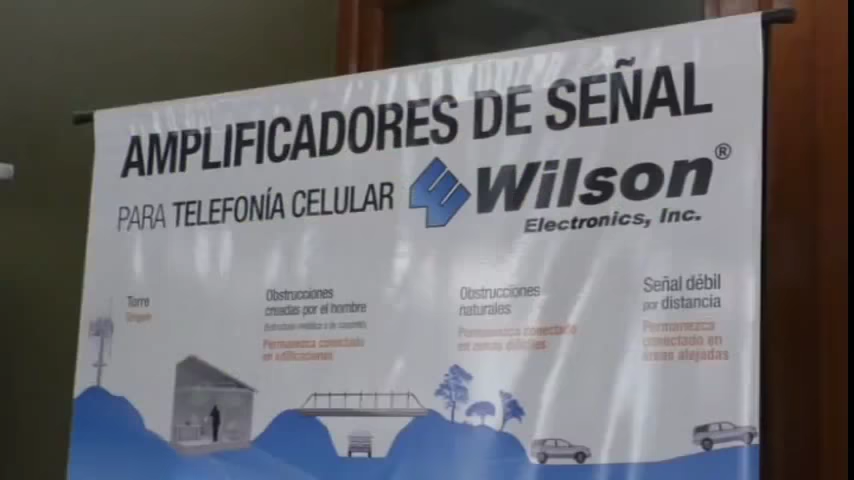 AMPLIFICADORES DE SEÑAL
PARA TELEFONÍA CELULAR Wilson®
Electronics, Inc.
Torre
Origen
Obstrucciones
creadas por el hombre
Permanezca conectado
en edificaciones
Obstrucciones
naturales
Permanezca conectado
en zonas difíciles
Señal débil
por distancia
Permanezca
conectado en
áreas alejadas